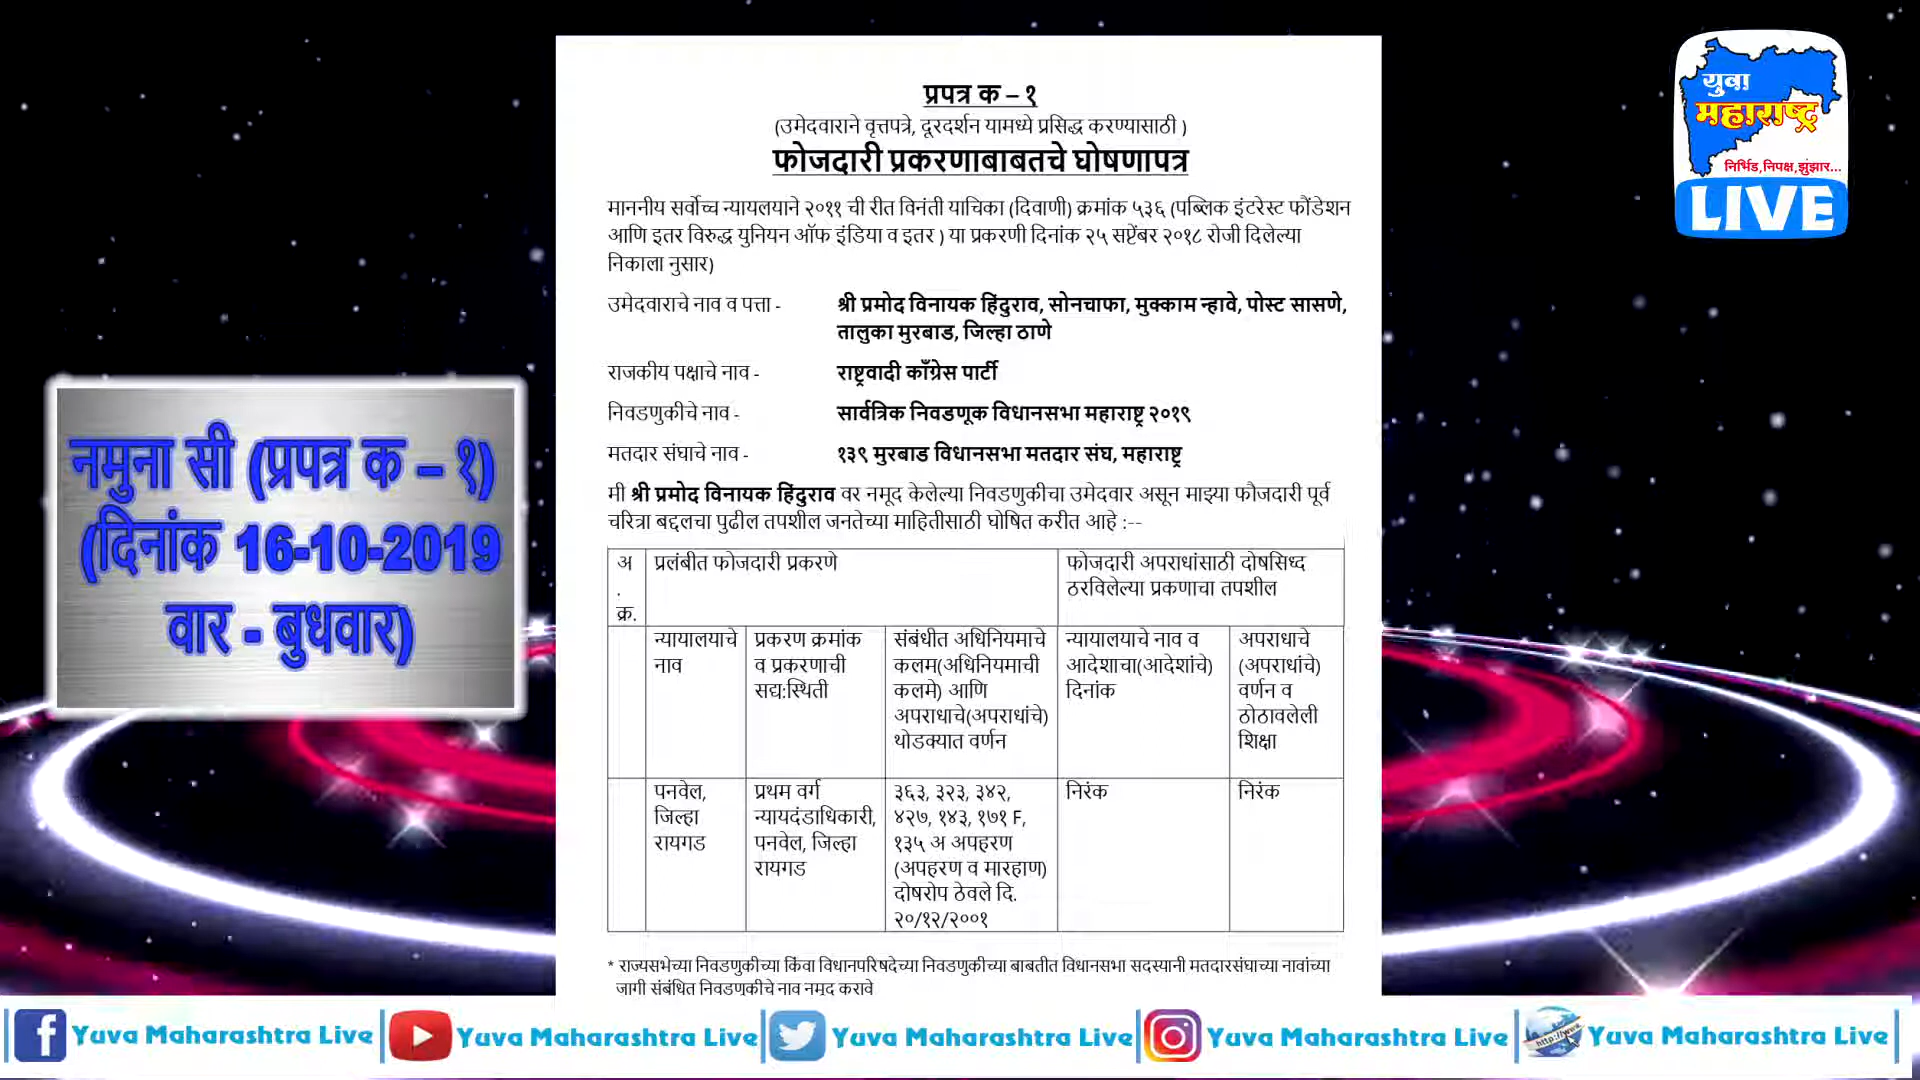 प्रपत्र क – १
(उमेदवाराने वृत्तपत्रे, दूरदर्शन यामध्ये प्रसिद्ध करण्यासाठी )
फोजदारी प्रकरणाबाबतचे घोषणापत्र
माननीय सर्वोच्च न्यायलयाने २०११ ची रीत विनंती याचिका (दिवाणी) क्रमांक ५३६ (पब्लिक इंटरेस्ट फौंडेशन
आणि इतर विरुद्ध युनियन ऑफ इंडिया व इतर ) या प्रकरणी दिनांक २५ सप्टेंबर २०१८ रोजी दिलेल्या
निकाला नुसार)
उमेदवाराचे नाव व पत्ता - श्री प्रमोद विनायक हिंदुराव, सोनचाफा, मुक्काम न्हावे, पोस्ट सासणे,
तालुका मुरबाड, जिल्हा ठाणे
राजकीय पक्षाचे नाव - राष्ट्रवादी काँग्रेस पार्टी
निवडणुकीचे नाव - सार्वत्रिक निवडणूक विधानसभा महाराष्ट्र २०१९
मतदार संघाचे नाव - १३९ मुरबाड विधानसभा मतदार संघ, महाराष्ट्र
मी श्री प्रमोद विनायक हिंदुराव वर नमूद केलेल्या निवडणुकीचा उमेदवार असून माझ्या फौजदारी पूर्व
चरित्रा बद्दलचा पुढील तपशील जनतेच्या माहितीसाठी घोषित करीत आहे :--
अ
.
क्र.
प्रलंबीत फोजदारी प्रकरणे
फोजदारी अपराधांसाठी दोषसिध्द
ठरविलेल्या प्रकणाचा तपशील
न्यायालयाचे
नाव
प्रकरण क्रमांक
व प्रकरणाची
सद्य:स्थिती
संबंधीत अधिनियमाचे
कलम(अधिनियमाची
कलमे) आणि
अपराधाचे(अपराधांचे)
थोडक्यात वर्णन
न्यायालयाचे नाव व
आदेशाचा(आदेशांचे)
दिनांक
अपराधाचे
(अपराधांचे)
वर्णन व
ठोठावलेली
शिक्षा
पनवेल,
जिल्हा
रायगड
प्रथम वर्ग
न्यायदंडाधिकारी,
पनवेल, जिल्हा
रायगड
३६३, ३२३, ३४२,
४२७, १४३, १७१ F,
१३५ अ अपहरण
(अपहरण व मारहाण)
दोषरोप ठेवले दि.
२०/१२/२००१
निरंक
निरंक
* राज्यसभेच्या निवडणुकीच्या किंवा विधानपरिषदेच्या निवडणुकीच्या बाबतीत विधानसभा सदस्यानी मतदारसंघाच्या नावांच्या
जागी संबंधित निवडणुकीचे नाव नमूद करावे
नमुना सी (प्रपत्र क – १)
(दिनांक 16-10-2019
वार - बुधवार)
युवा
महाराष्ट्र
निर्भिड,निपक्ष,झुंझार...
LIVE
Yuva Maharashtra Live
Yuva Maharashtra Live
Yuva Maharashtra Live
Yuva Maharashtra Live
http://www
Yuva Maharashtra Live